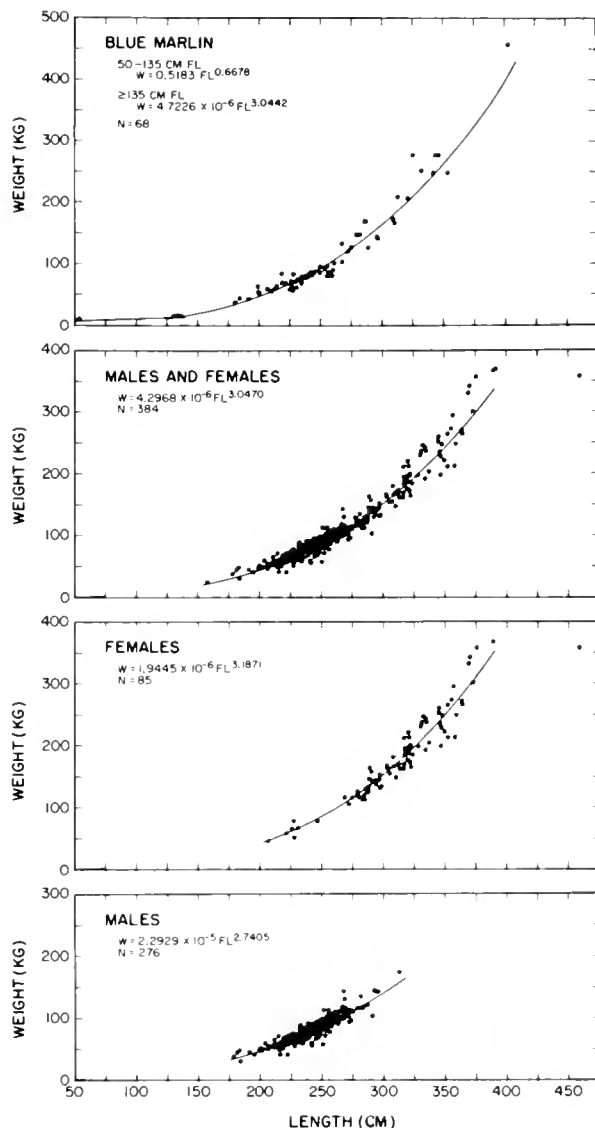 BLUE MARLIN
50-135 CM FL
W = 0.5183 FL^0.6678
≥135 CM FL
W = 4.7226 × 10^-6 FL^3.0442
N = 68
WEIGHT (KG)
500
400
300
200
100
0
MALES AND FEMALES
W = 4.2968 × 10^-6 FL^3.0470
N = 384
WEIGHT (KG)
400
300
200
100
0
FEMALES
W = 1.9445 × 10^-6 FL^3.1871
N = 85
WEIGHT (KG)
400
300
200
100
0
MALES
W = 2.2929 × 10^-5 FL^2.7405
N = 276
WEIGHT (KG)
300
200
100
0
50 100 150 200 250 300 350 400 450
LENGTH (CM)